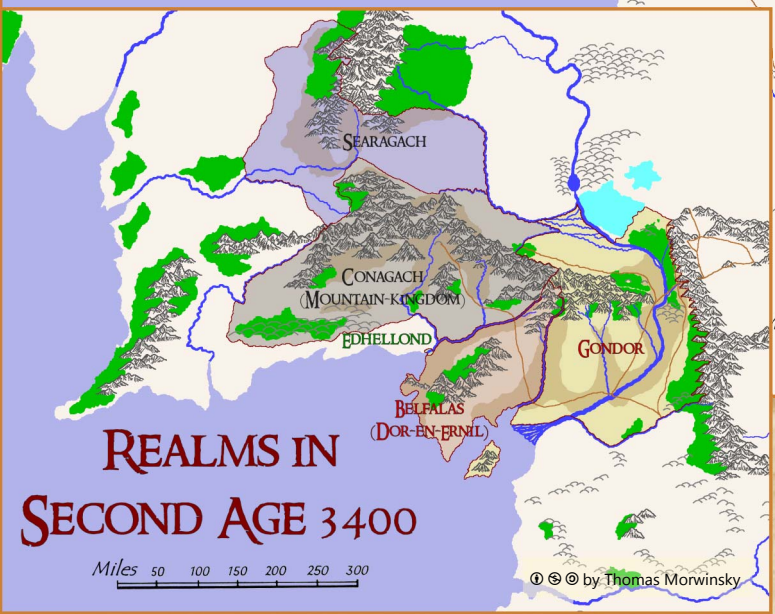 Searagach
Conagach
(Mountain-kingdom)
Edhellond
Gondor
Belfalas
(Dor-en-Ernil)
Realms in
Second Age 3400
Miles 50 100 150 200 250 300
by Thomas Morwinsky